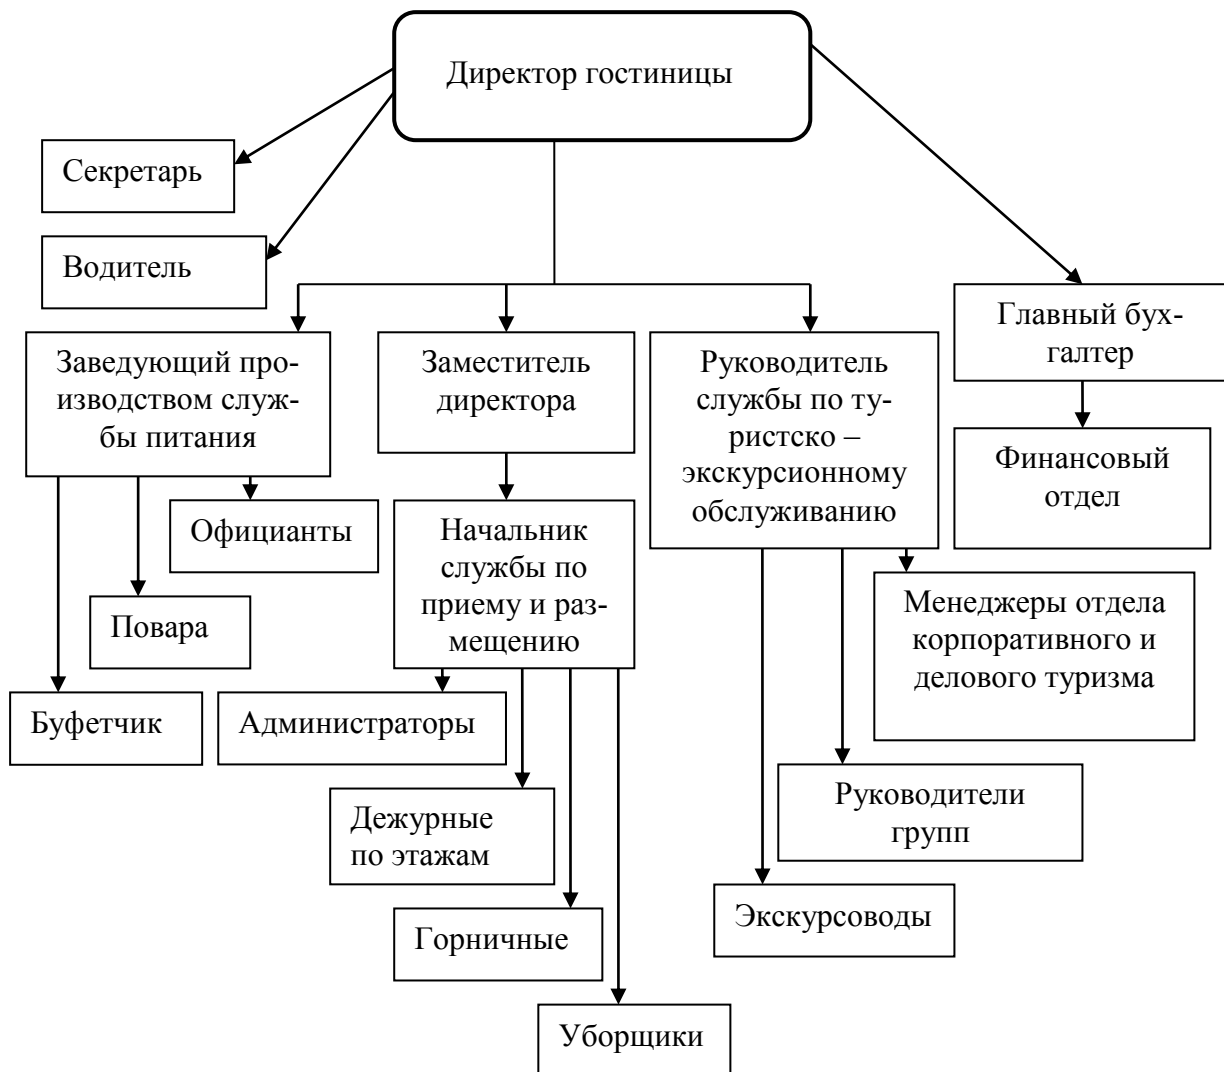 Директор гостиницы
Секретарь
Водитель
Заведующий про-
изводством служ-
бы питания
Заместитель
директора
Руководитель
службы по ту-
ристско –
экскурсионному
обслуживанию
Главный бух-
галтер
Финансовый
отдел
Официанты
Начальник
службы по
приему и раз-
мещению
Менеджеры отдела
корпоративного и
делового туризма
Повара
Буфетчик
Администраторы
Руководители
групп
Дежурные
по этажам
Экскурсоводы
Горничные
Уборщики